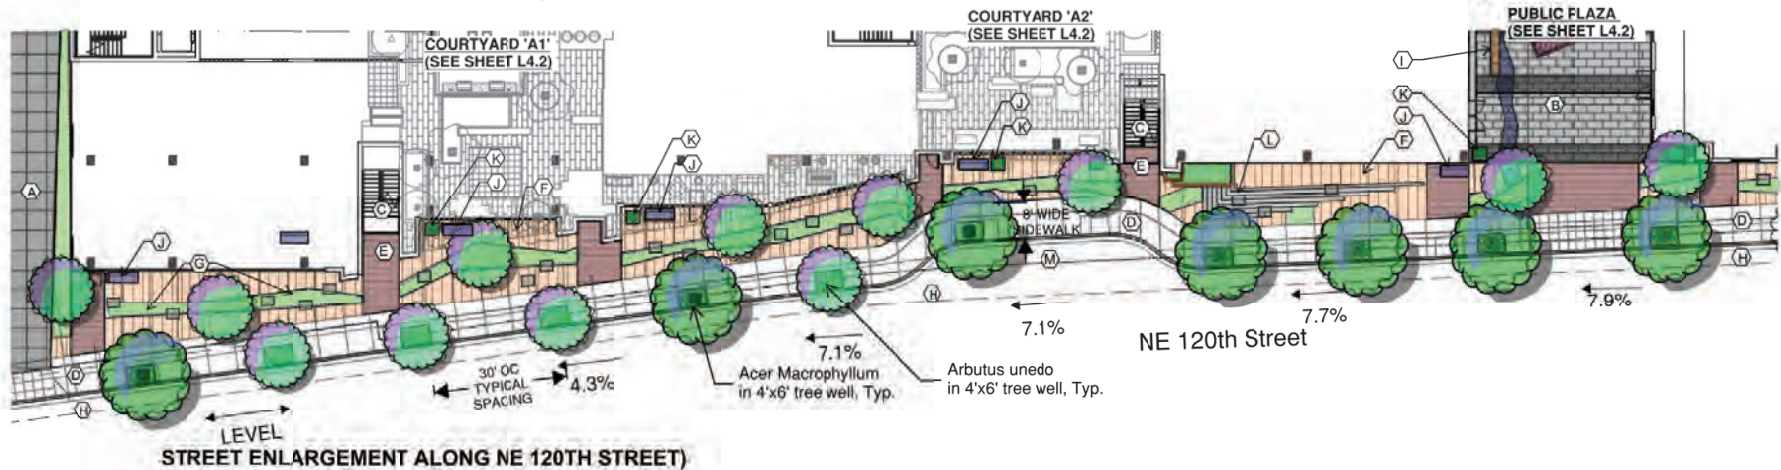 COURTYARD 'A1'
(SEE SHEET L4.2)
COURTYARD 'A2'
(SEE SHEET L4.2)
PUBLIC PLAZA
(SEE SHEET L4.2)
I
K
B
J
F
L
K
J
J
K
C
E
K
J
F
A
C
E
J
G
8' WIDE
SIDEWALK
D
M
H
D
H
7.9%
7.7%
7.1%
NE 120th Street
7.1%
Arbutus unedo
in 4'x6' tree well, Typ.
Acer Macrophyllum
in 4'x6' tree well, Typ.
4.3%
30' OC
TYPICAL
SPACING
D
H
LEVEL
STREET ENLARGEMENT ALONG NE 120TH STREET)